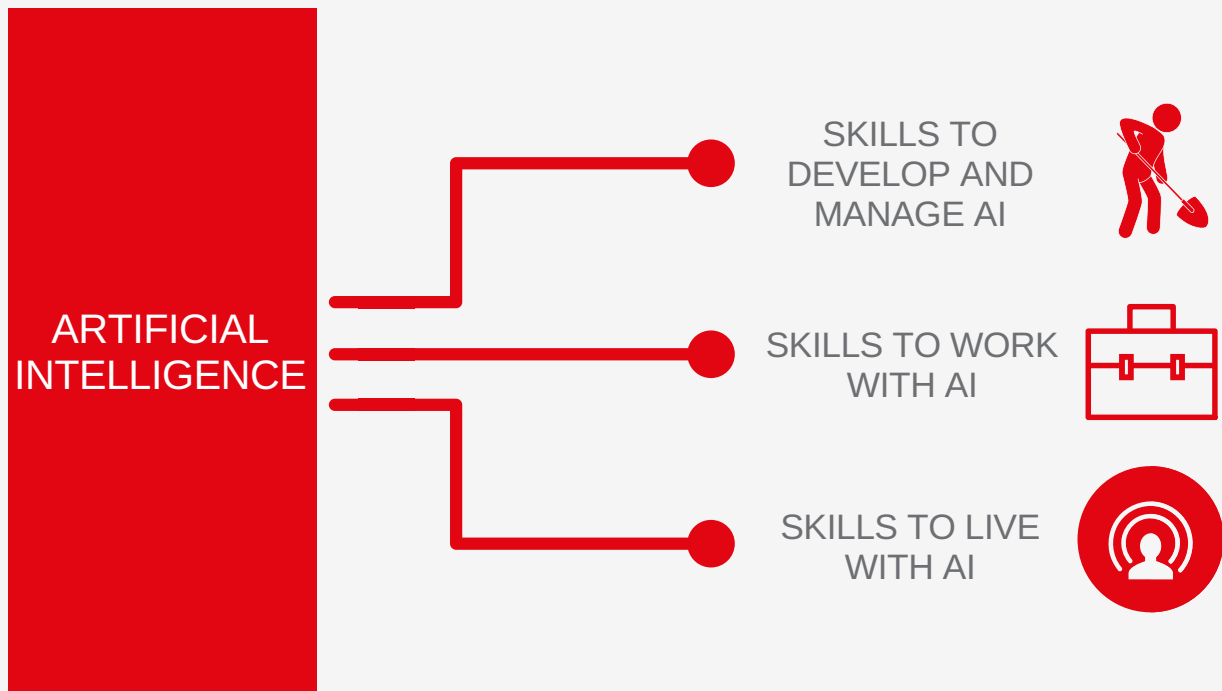 ARTIFICIAL
INTELLIGENCE
SKILLS TO
DEVELOP AND
MANAGE AI
SKILLS TO WORK
WITH AI
SKILLS TO LIVE
WITH AI